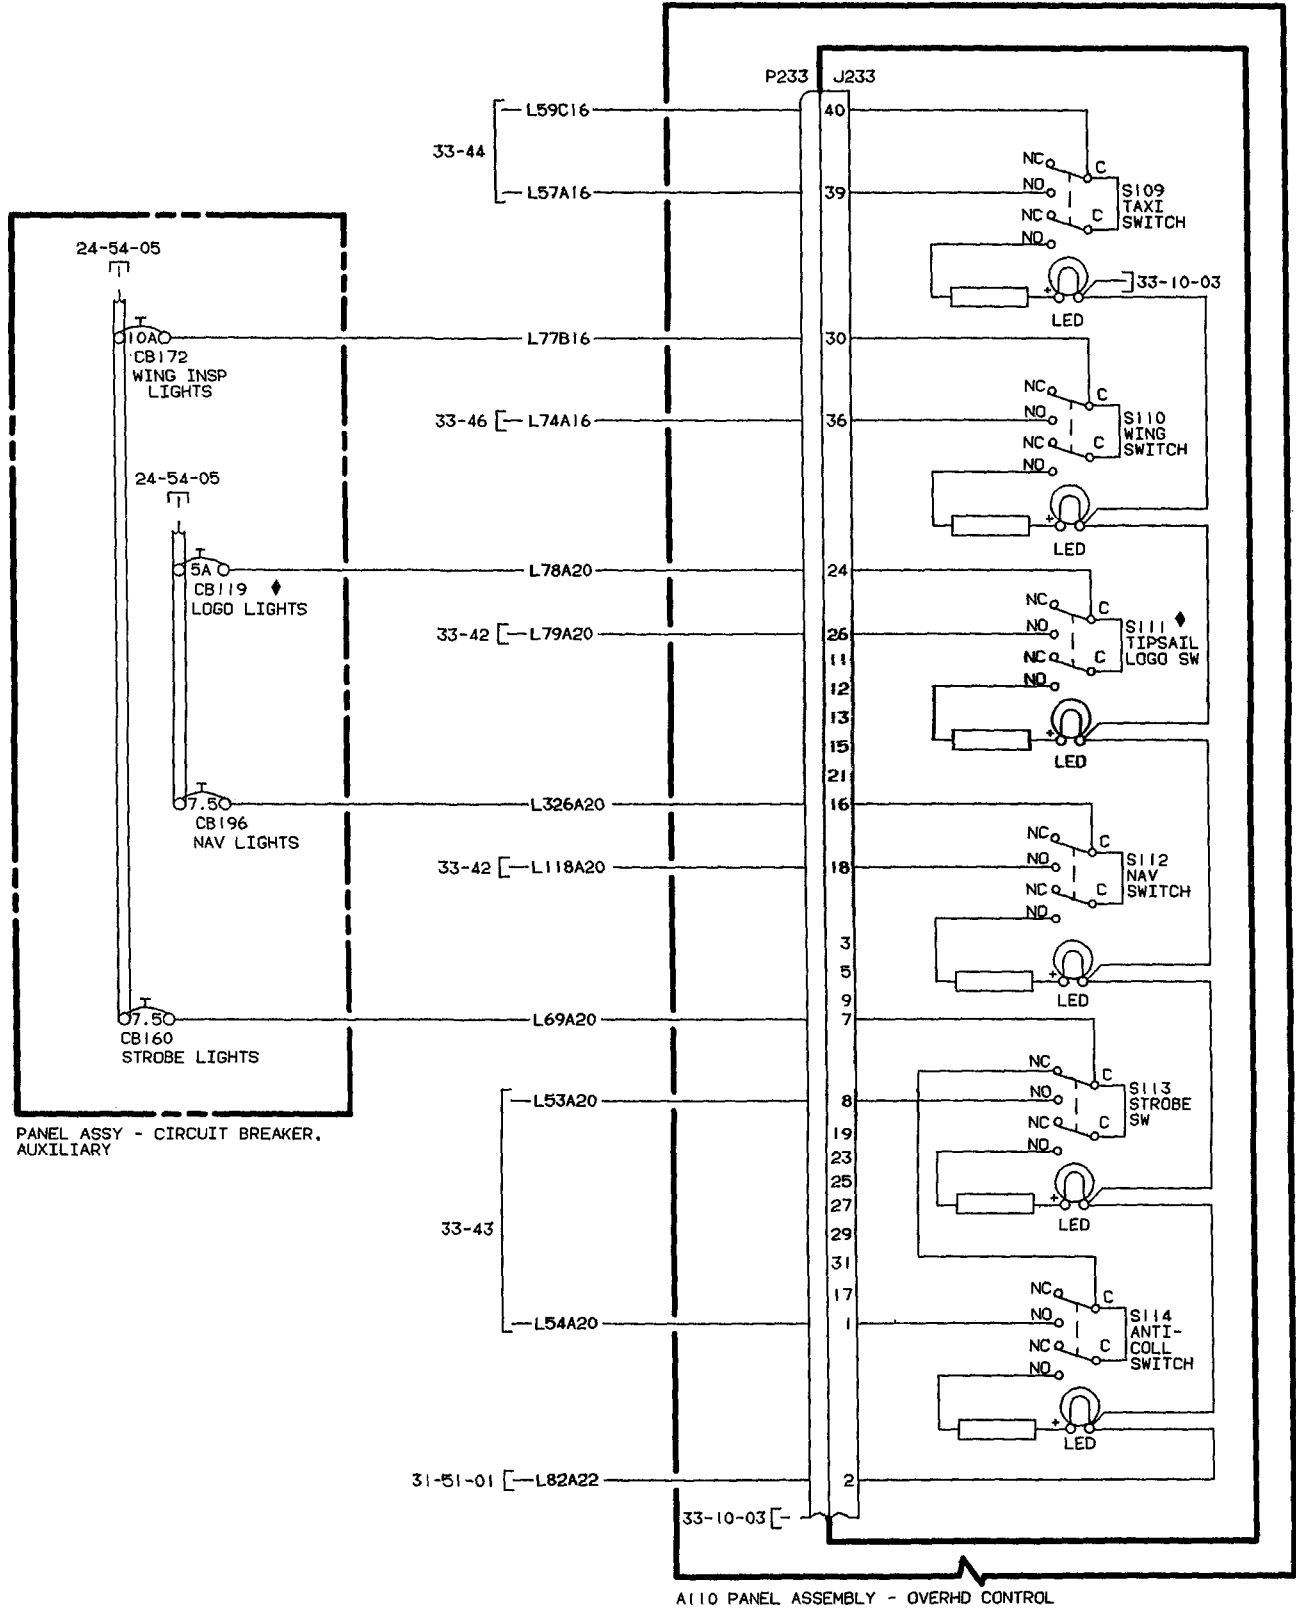 P233 J233
L59C16 40
33-44
NC C
L57A16 39 NO S109
TAXI
NC C SWITCH
NO
24-54-05
+ 33-10-03
LED
10A L77B16 30
CB172
WING INSP
LIGHTS
NC C
33-46 L74A16 36 NO S110
WING
NC C SWITCH
NO
24-54-05
+
LED
5A L78A20 24
CB119 ♦
LOGO LIGHTS
NC C
33-42 L79A20 26 NO S111 ♦
TIPSAIL
11 NC C LOGO SW
12 NO
13
15 +
LED
21
7.5 L326A20 16
CB196
NAV LIGHTS
NC C
33-42 L118A20 18 NO S112
NAV
NC C SWITCH
NO
3
5 +
9 LED
7.5 L69A20 7
CB160
STROBE LIGHTS
NC C
L53A20 8 NO S113
STROBE
SW
19 NC C
PANEL ASSY - CIRCUIT BREAKER,
AUXILIARY
23 NO
25
27 +
LED
33-43
29
31
17 NC C
L54A20 1 NO S114
ANTI-
COLL
SWITCH
NC C
NO
+
LED
31-51-01 L82A22 2
33-10-03
A110 PANEL ASSEMBLY - OVERHD CONTROL